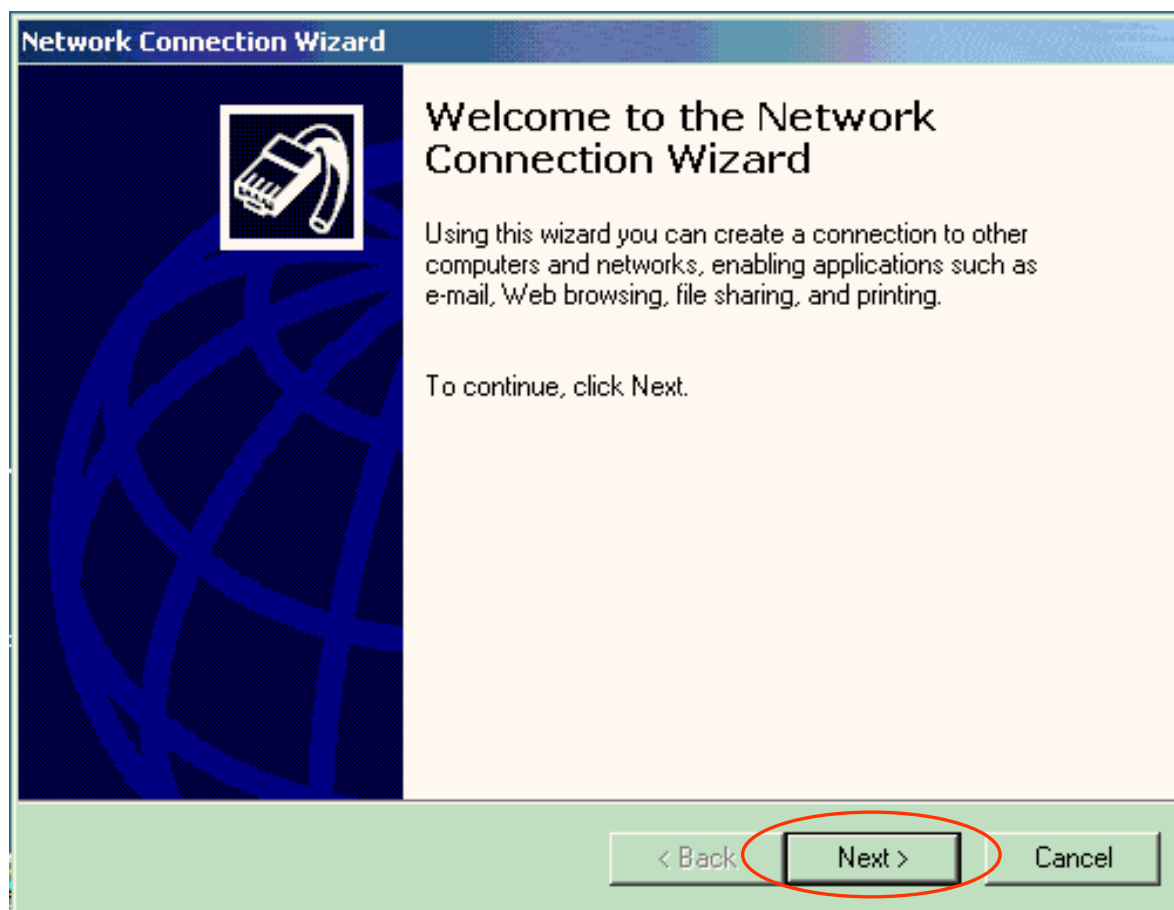 Network Connection Wizard
Welcome to the Network
Connection Wizard
Using this wizard you can create a connection to other
computers and networks, enabling applications such as
e-mail, Web browsing, file sharing, and printing.
To continue, click Next.
< Back
Next >
Cancel